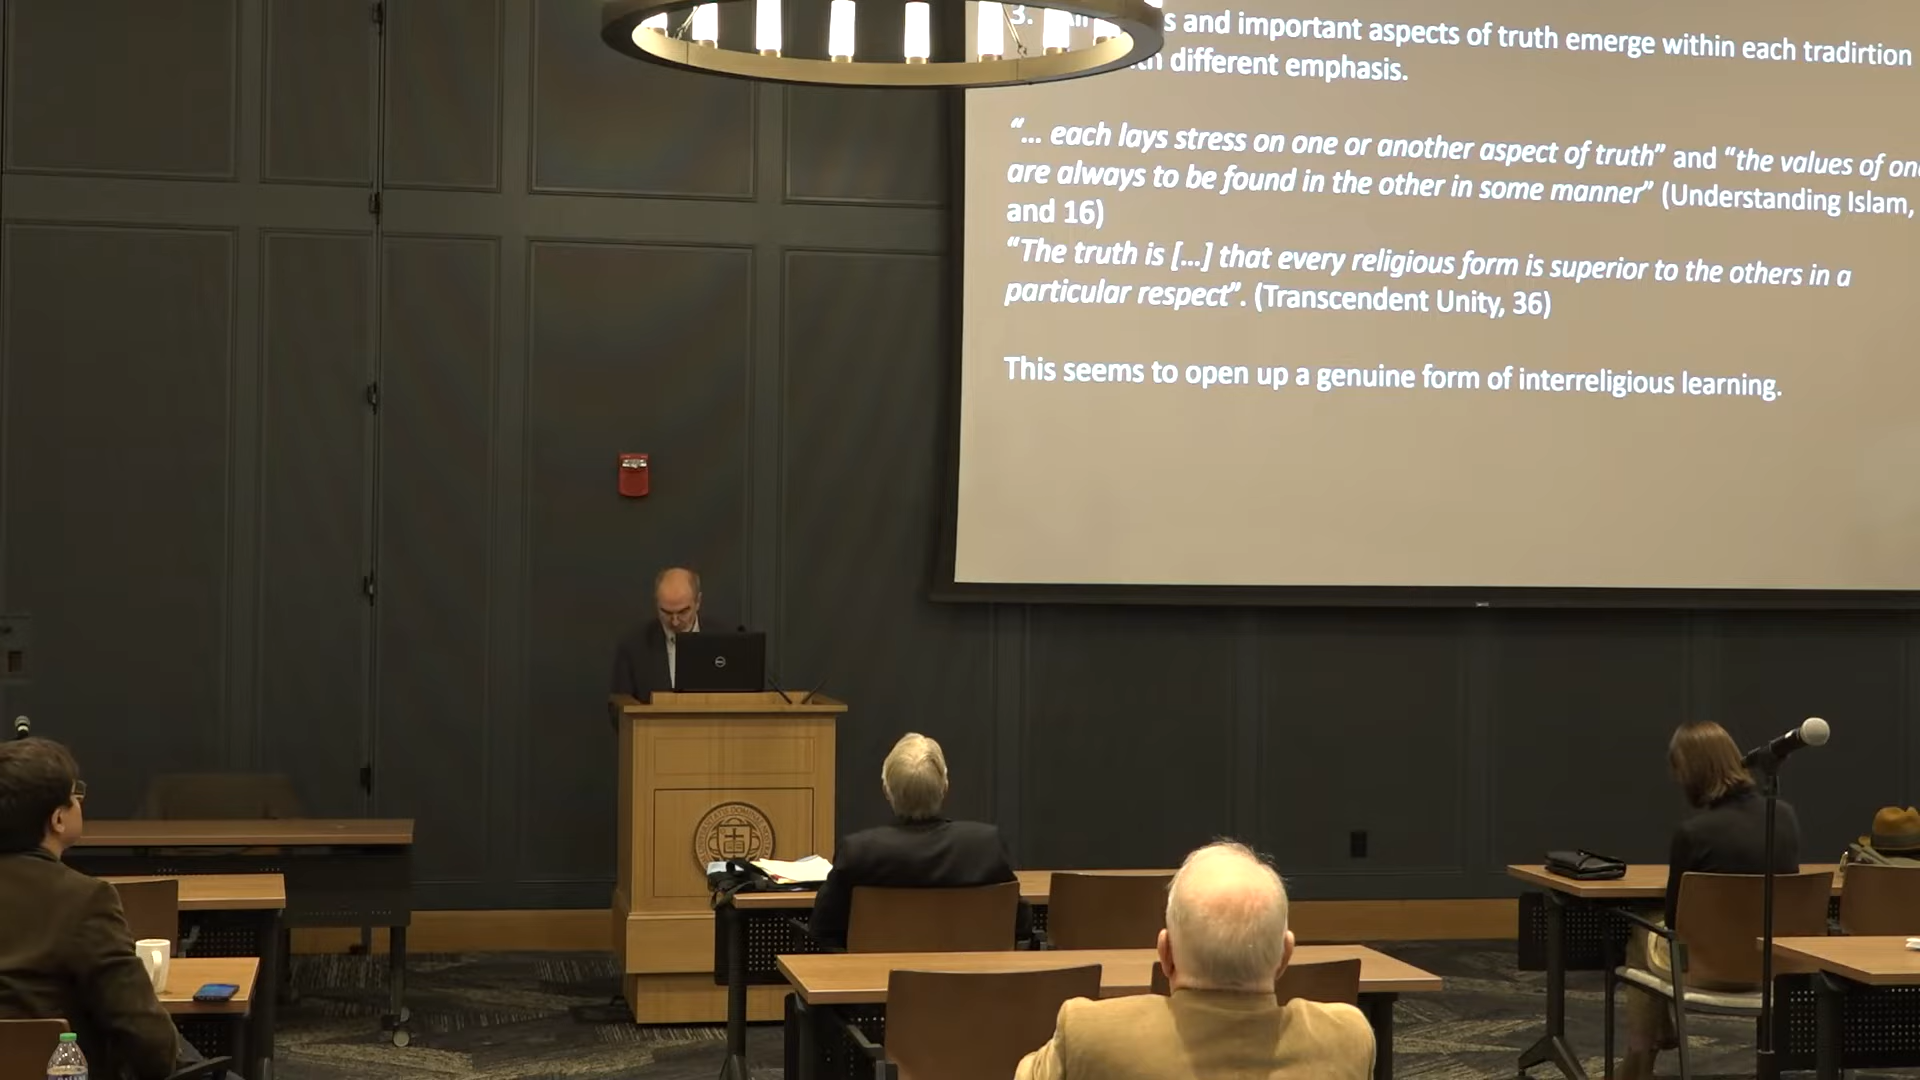 3. s and important aspects of truth emerge within each tradirtion
different emphasis.
“... each lays stress on one or another aspect of truth” and “the values of one
are always to be found in the other in some manner” (Understanding Islam,
and 16)
“The truth is [...] that every religious form is superior to the others in a
particular respect”. (Transcendent Unity, 36)
This seems to open up a genuine form of interreligious learning.
DELL